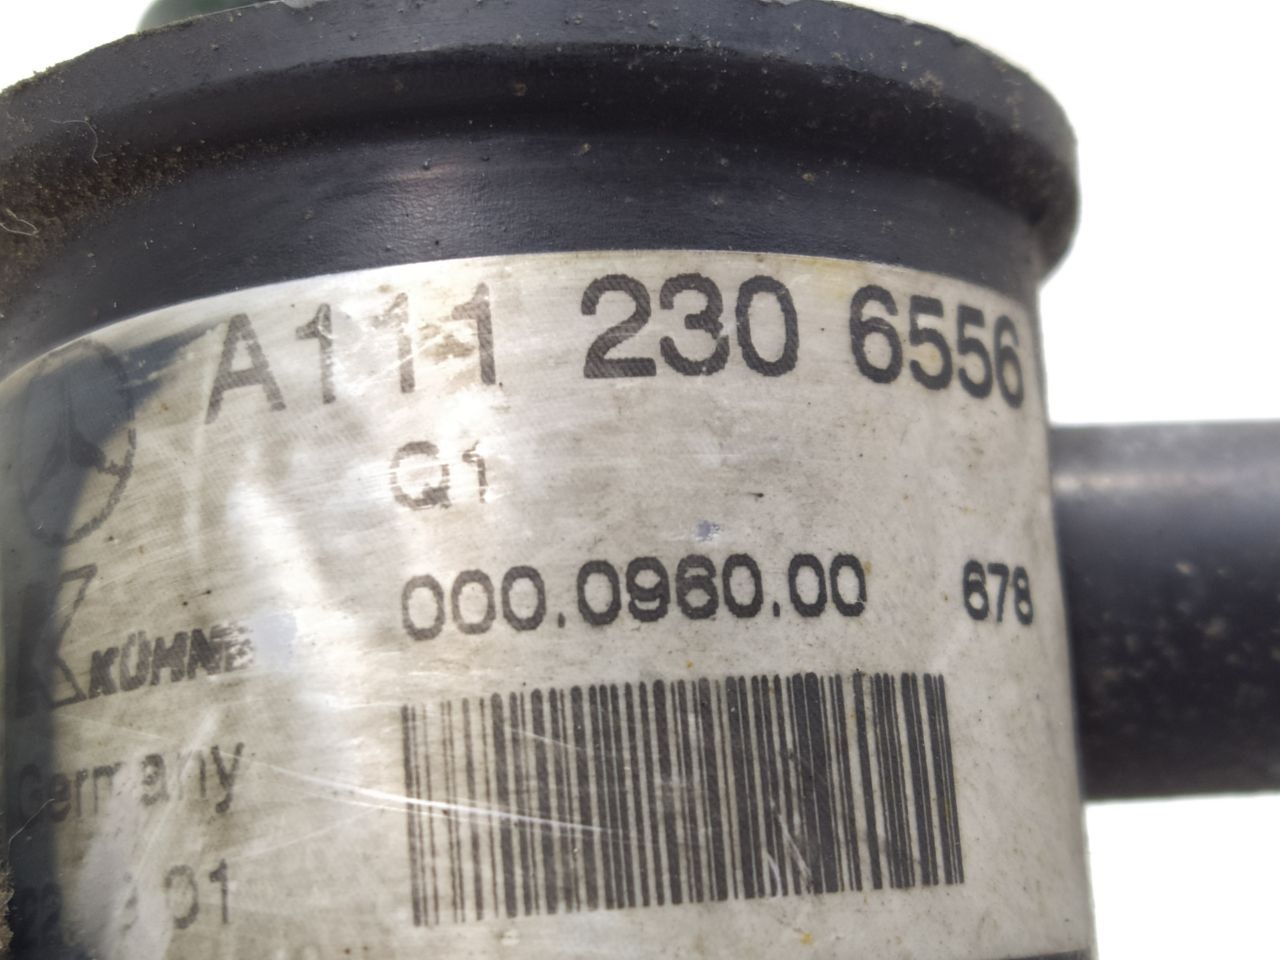 A111 230 6556
Q1
000.0960.00 678
KÜHNE
Germany
01